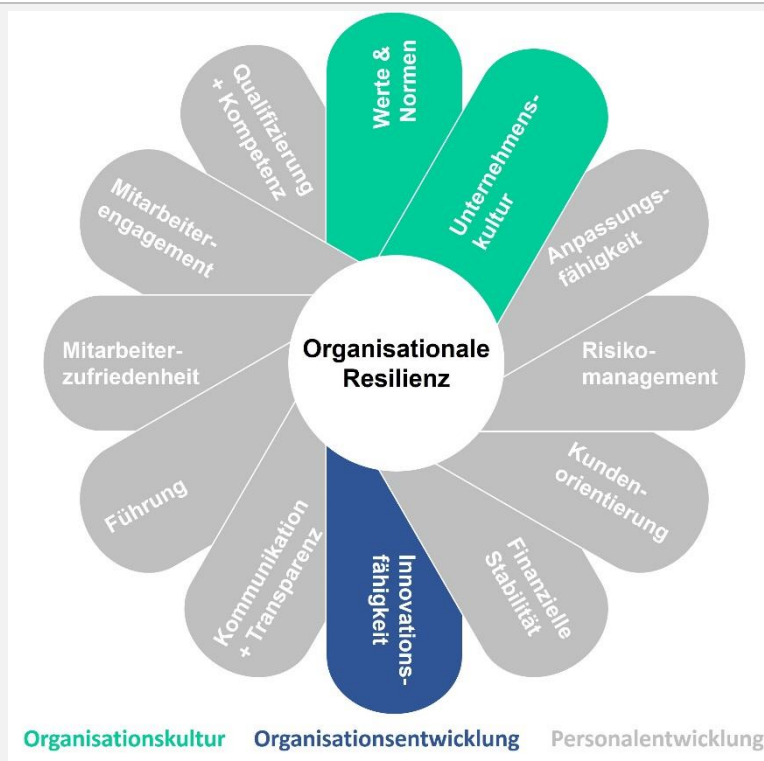 Werte &
Normen
Unternehmens-
kultur
Anpassungs-
fähigkeit
Risiko-
management
Kunden-
orientierung
Finanzielle
Stabilität
Innovations-
fähigkeit
Kommunikation
+ Transparenz
Führung
Mitarbeiter-
zufriedenheit
Mitarbeiter-
engagement
Qualifizierung
+ Kompetenz
Organisationale
Resilienz
Organisationskultur Organisationsentwicklung Personalentwicklung